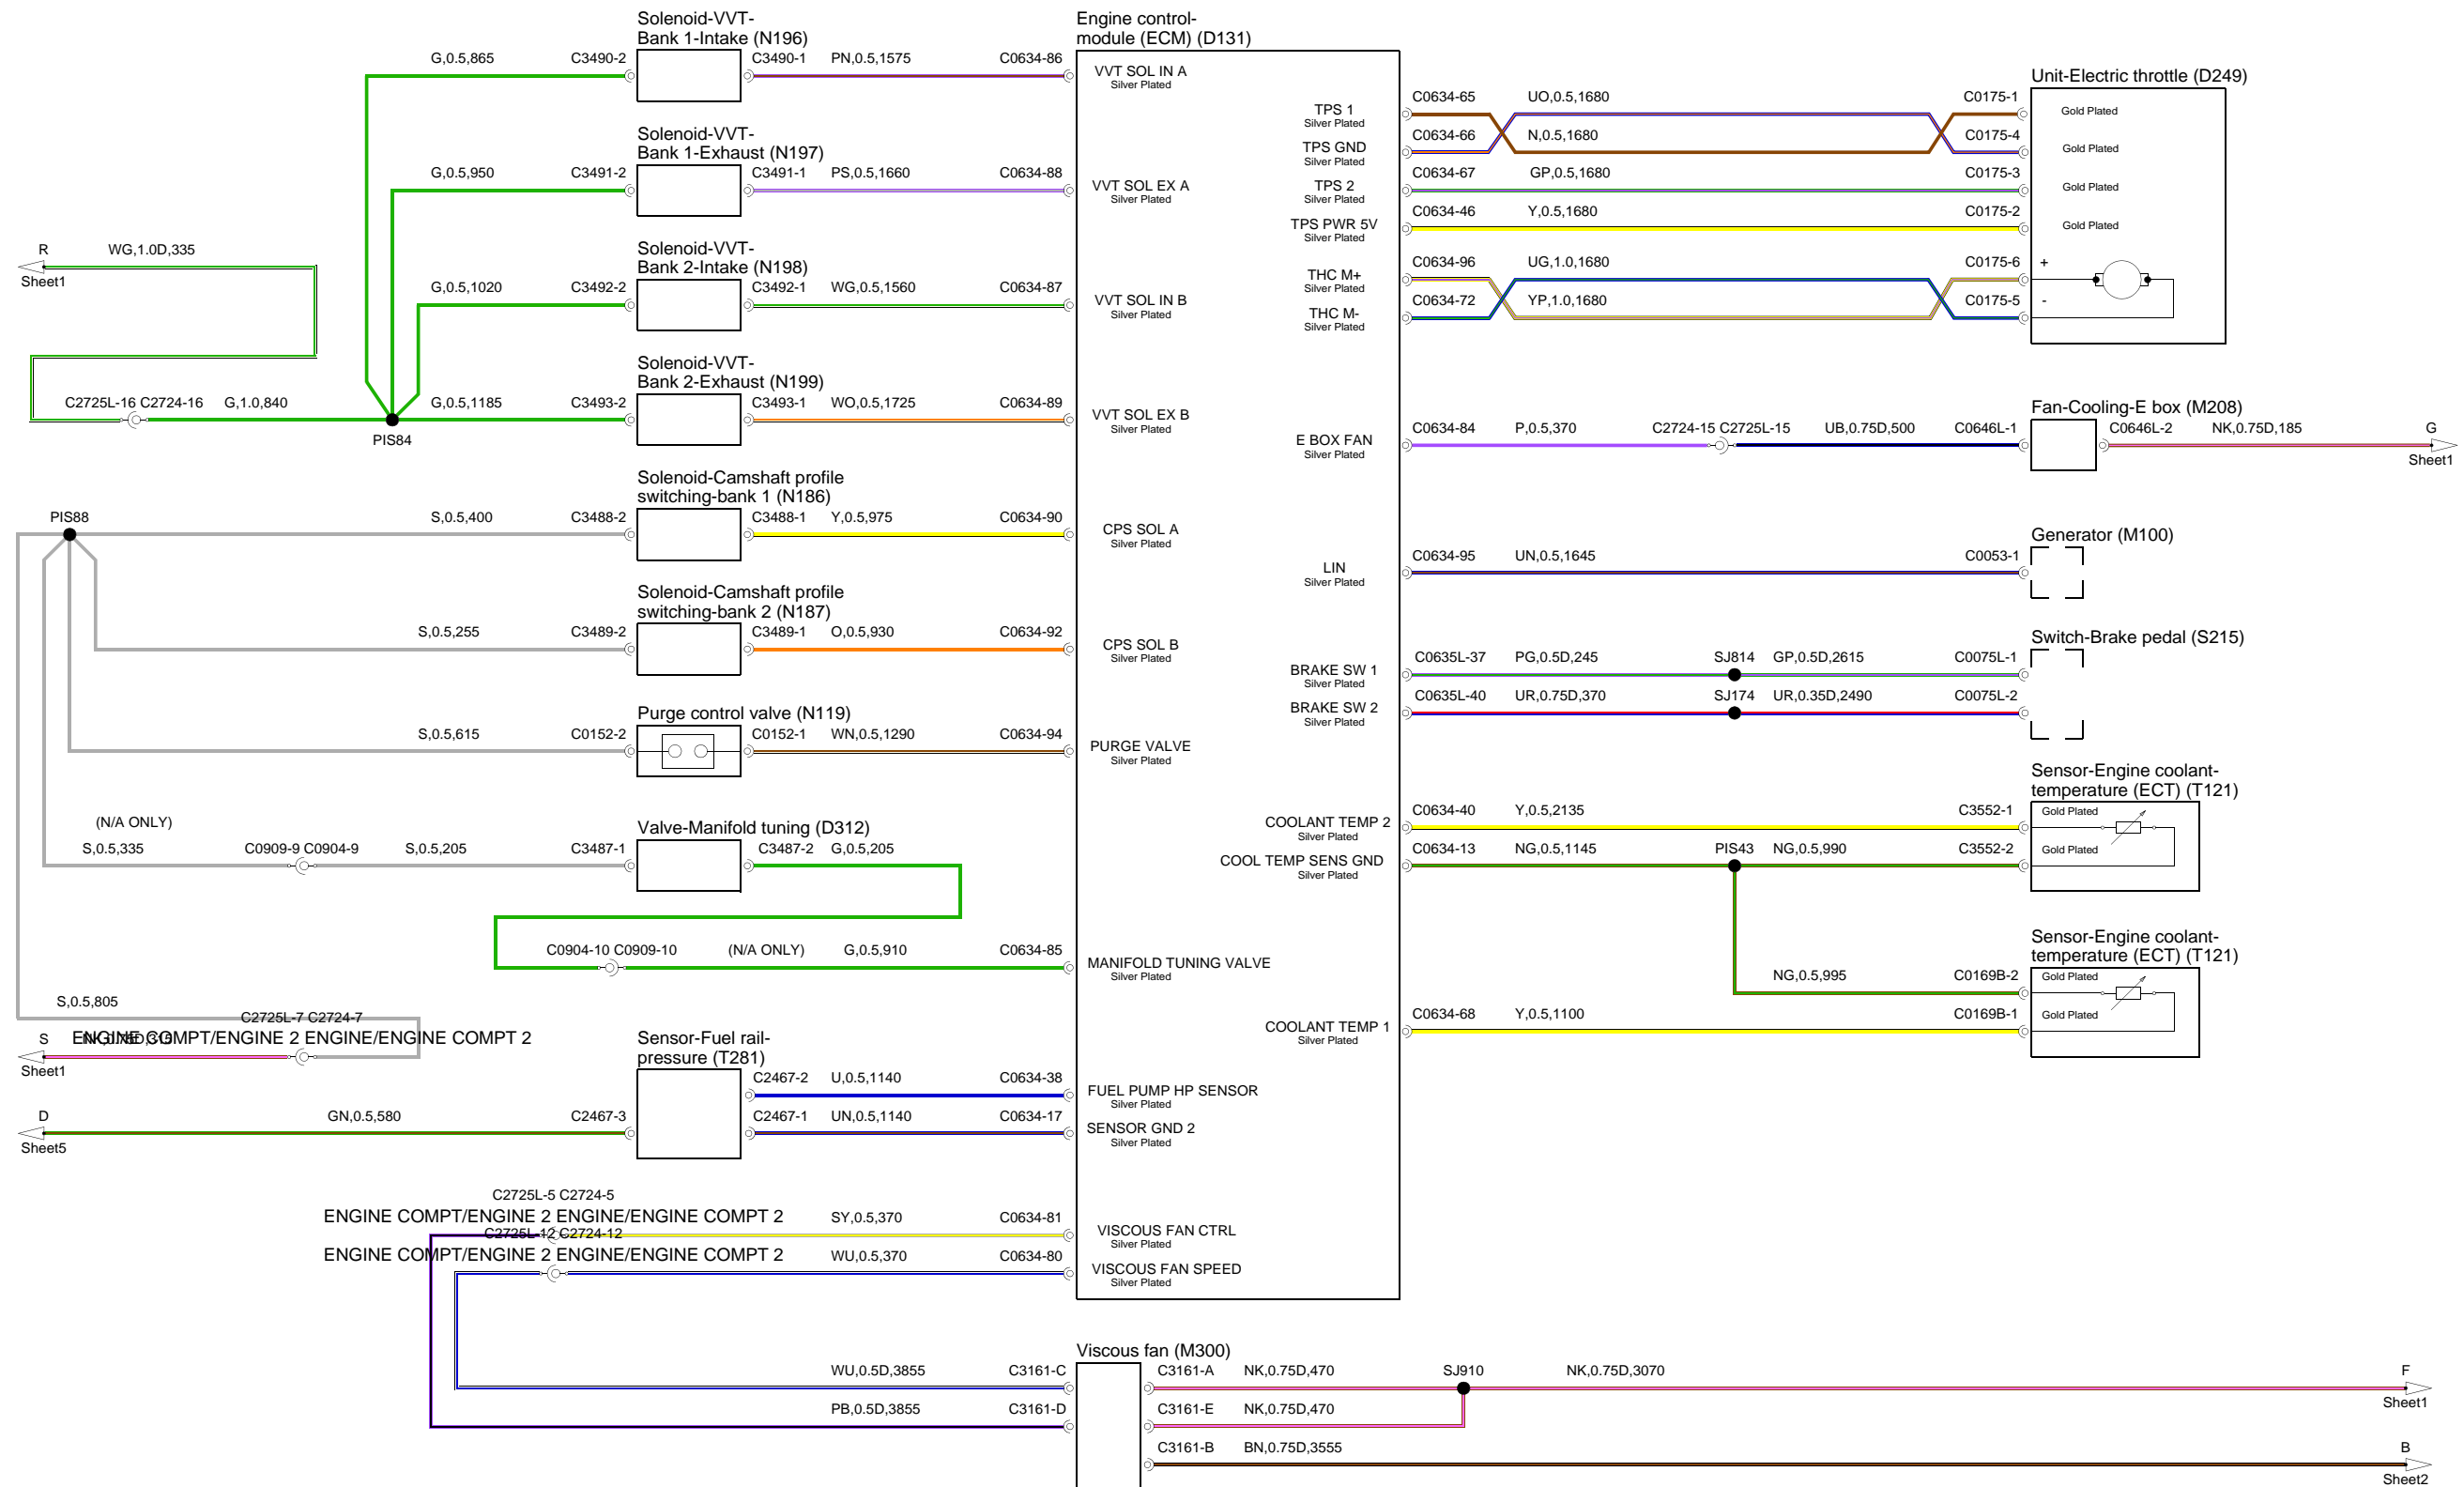 Solenoid-VVT-
Bank 1-Intake (N196)
G,0.5,865
C3490-2
C3490-1
PN,0.5,1575
C0634-86
Solenoid-VVT-
Bank 1-Exhaust (N197)
G,0.5,950
C3491-2
C3491-1
PS,0.5,1660
C0634-88
R
WG,1.0D,335
Sheet1
Solenoid-VVT-
Bank 2-Intake (N198)
G,0.5,1020
C3492-2
C3492-1
WG,0.5,1560
C0634-87
Solenoid-VVT-
Bank 2-Exhaust (N199)
C2725L-16 C2724-16
G,1.0,840
PIS84
G,0.5,1185
C3493-2
C3493-1
WO,0.5,1725
C0634-89
Solenoid-Camshaft profile
switching-bank 1 (N186)
PIS88
S,0.5,400
C3488-2
C3488-1
Y,0.5,975
C0634-90
Solenoid-Camshaft profile
switching-bank 2 (N187)
S,0.5,255
C3489-2
C3489-1
O,0.5,930
C0634-92
Purge control valve (N119)
S,0.5,615
C0152-2
C0152-1
WN,0.5,1290
C0634-94
(N/A ONLY)
S,0.5,335
C0909-9 C0904-9
S,0.5,205
Valve-Manifold tuning (D312)
C3487-1
C3487-2
G,0.5,205
C0904-10 C0909-10
(N/A ONLY)
G,0.5,910
C0634-85
S,0.5,805
C2725L-7 C2724-7
ENGINE COMPT/ENGINE 2 ENGINE/ENGINE COMPT 2
S
Sheet1
Sensor-Fuel rail-
pressure (T281)
C2467-2
U,0.5,1140
C0634-38
D
Sheet5
GN,0.5,580
C2467-3
C2467-1
UN,0.5,1140
C0634-17
C2725L-5 C2724-5
ENGINE COMPT/ENGINE 2 ENGINE/ENGINE COMPT 2
SY,0.5,370
C0634-81
C2725L-12 C2724-12
ENGINE COMPT/ENGINE 2 ENGINE/ENGINE COMPT 2
WU,0.5,370
C0634-80
Engine control-
module (ECM) (D131)
VVT SOL IN A
Silver Plated
VVT SOL EX A
Silver Plated
VVT SOL IN B
Silver Plated
VVT SOL EX B
Silver Plated
CPS SOL A
Silver Plated
CPS SOL B
Silver Plated
PURGE VALVE
Silver Plated
MANIFOLD TUNING VALVE
Silver Plated
FUEL PUMP HP SENSOR
Silver Plated
SENSOR GND 2
Silver Plated
VISCOUS FAN CTRL
Silver Plated
VISCOUS FAN SPEED
Silver Plated
TPS 1
Silver Plated
TPS GND
Silver Plated
TPS 2
Silver Plated
TPS PWR 5V
Silver Plated
THC M+
Silver Plated
THC M-
Silver Plated
E BOX FAN
Silver Plated
LIN
Silver Plated
BRAKE SW 1
Silver Plated
BRAKE SW 2
Silver Plated
COOLANT TEMP 2
Silver Plated
COOL TEMP SENS GND
Silver Plated
COOLANT TEMP 1
Silver Plated
Unit-Electric throttle (D249)
C0634-65
UO,0.5,1680
C0175-1
Gold Plated
C0634-66
N,0.5,1680
C0175-4
Gold Plated
C0634-67
GP,0.5,1680
C0175-3
Gold Plated
C0634-46
Y,0.5,1680
C0175-2
Gold Plated
C0634-96
UG,1.0,1680
C0175-6
+
C0634-72
YP,1.0,1680
C0175-5
-
Fan-Cooling-E box (M208)
C0634-84
P,0.5,370
C2724-15 C2725L-15
UB,0.75D,500
C0646L-1
C0646L-2
NK,0.75D,185
G
Sheet1
Generator (M100)
C0634-95
UN,0.5,1645
C0053-1
Switch-Brake pedal (S215)
C0635L-37
PG,0.5D,245
SJ814
GP,0.5D,2615
C0075L-1
C0635L-40
UR,0.75D,370
SJ174
UR,0.35D,2490
C0075L-2
Sensor-Engine coolant-
temperature (ECT) (T121)
C0634-40
Y,0.5,2135
C3552-1
Gold Plated
C0634-13
NG,0.5,1145
PIS43
NG,0.5,990
C3552-2
Gold Plated
Sensor-Engine coolant-
temperature (ECT) (T121)
NG,0.5,995
C0169B-2
Gold Plated
C0634-68
Y,0.5,1100
C0169B-1
Gold Plated
Viscous fan (M300)
WU,0.5D,3855
C3161-C
C3161-A
NK,0.75D,470
SJ910
NK,0.75D,3070
F
Sheet1
PB,0.5D,3855
C3161-D
C3161-E
NK,0.75D,470
C3161-B
BN,0.75D,3555
B
Sheet2